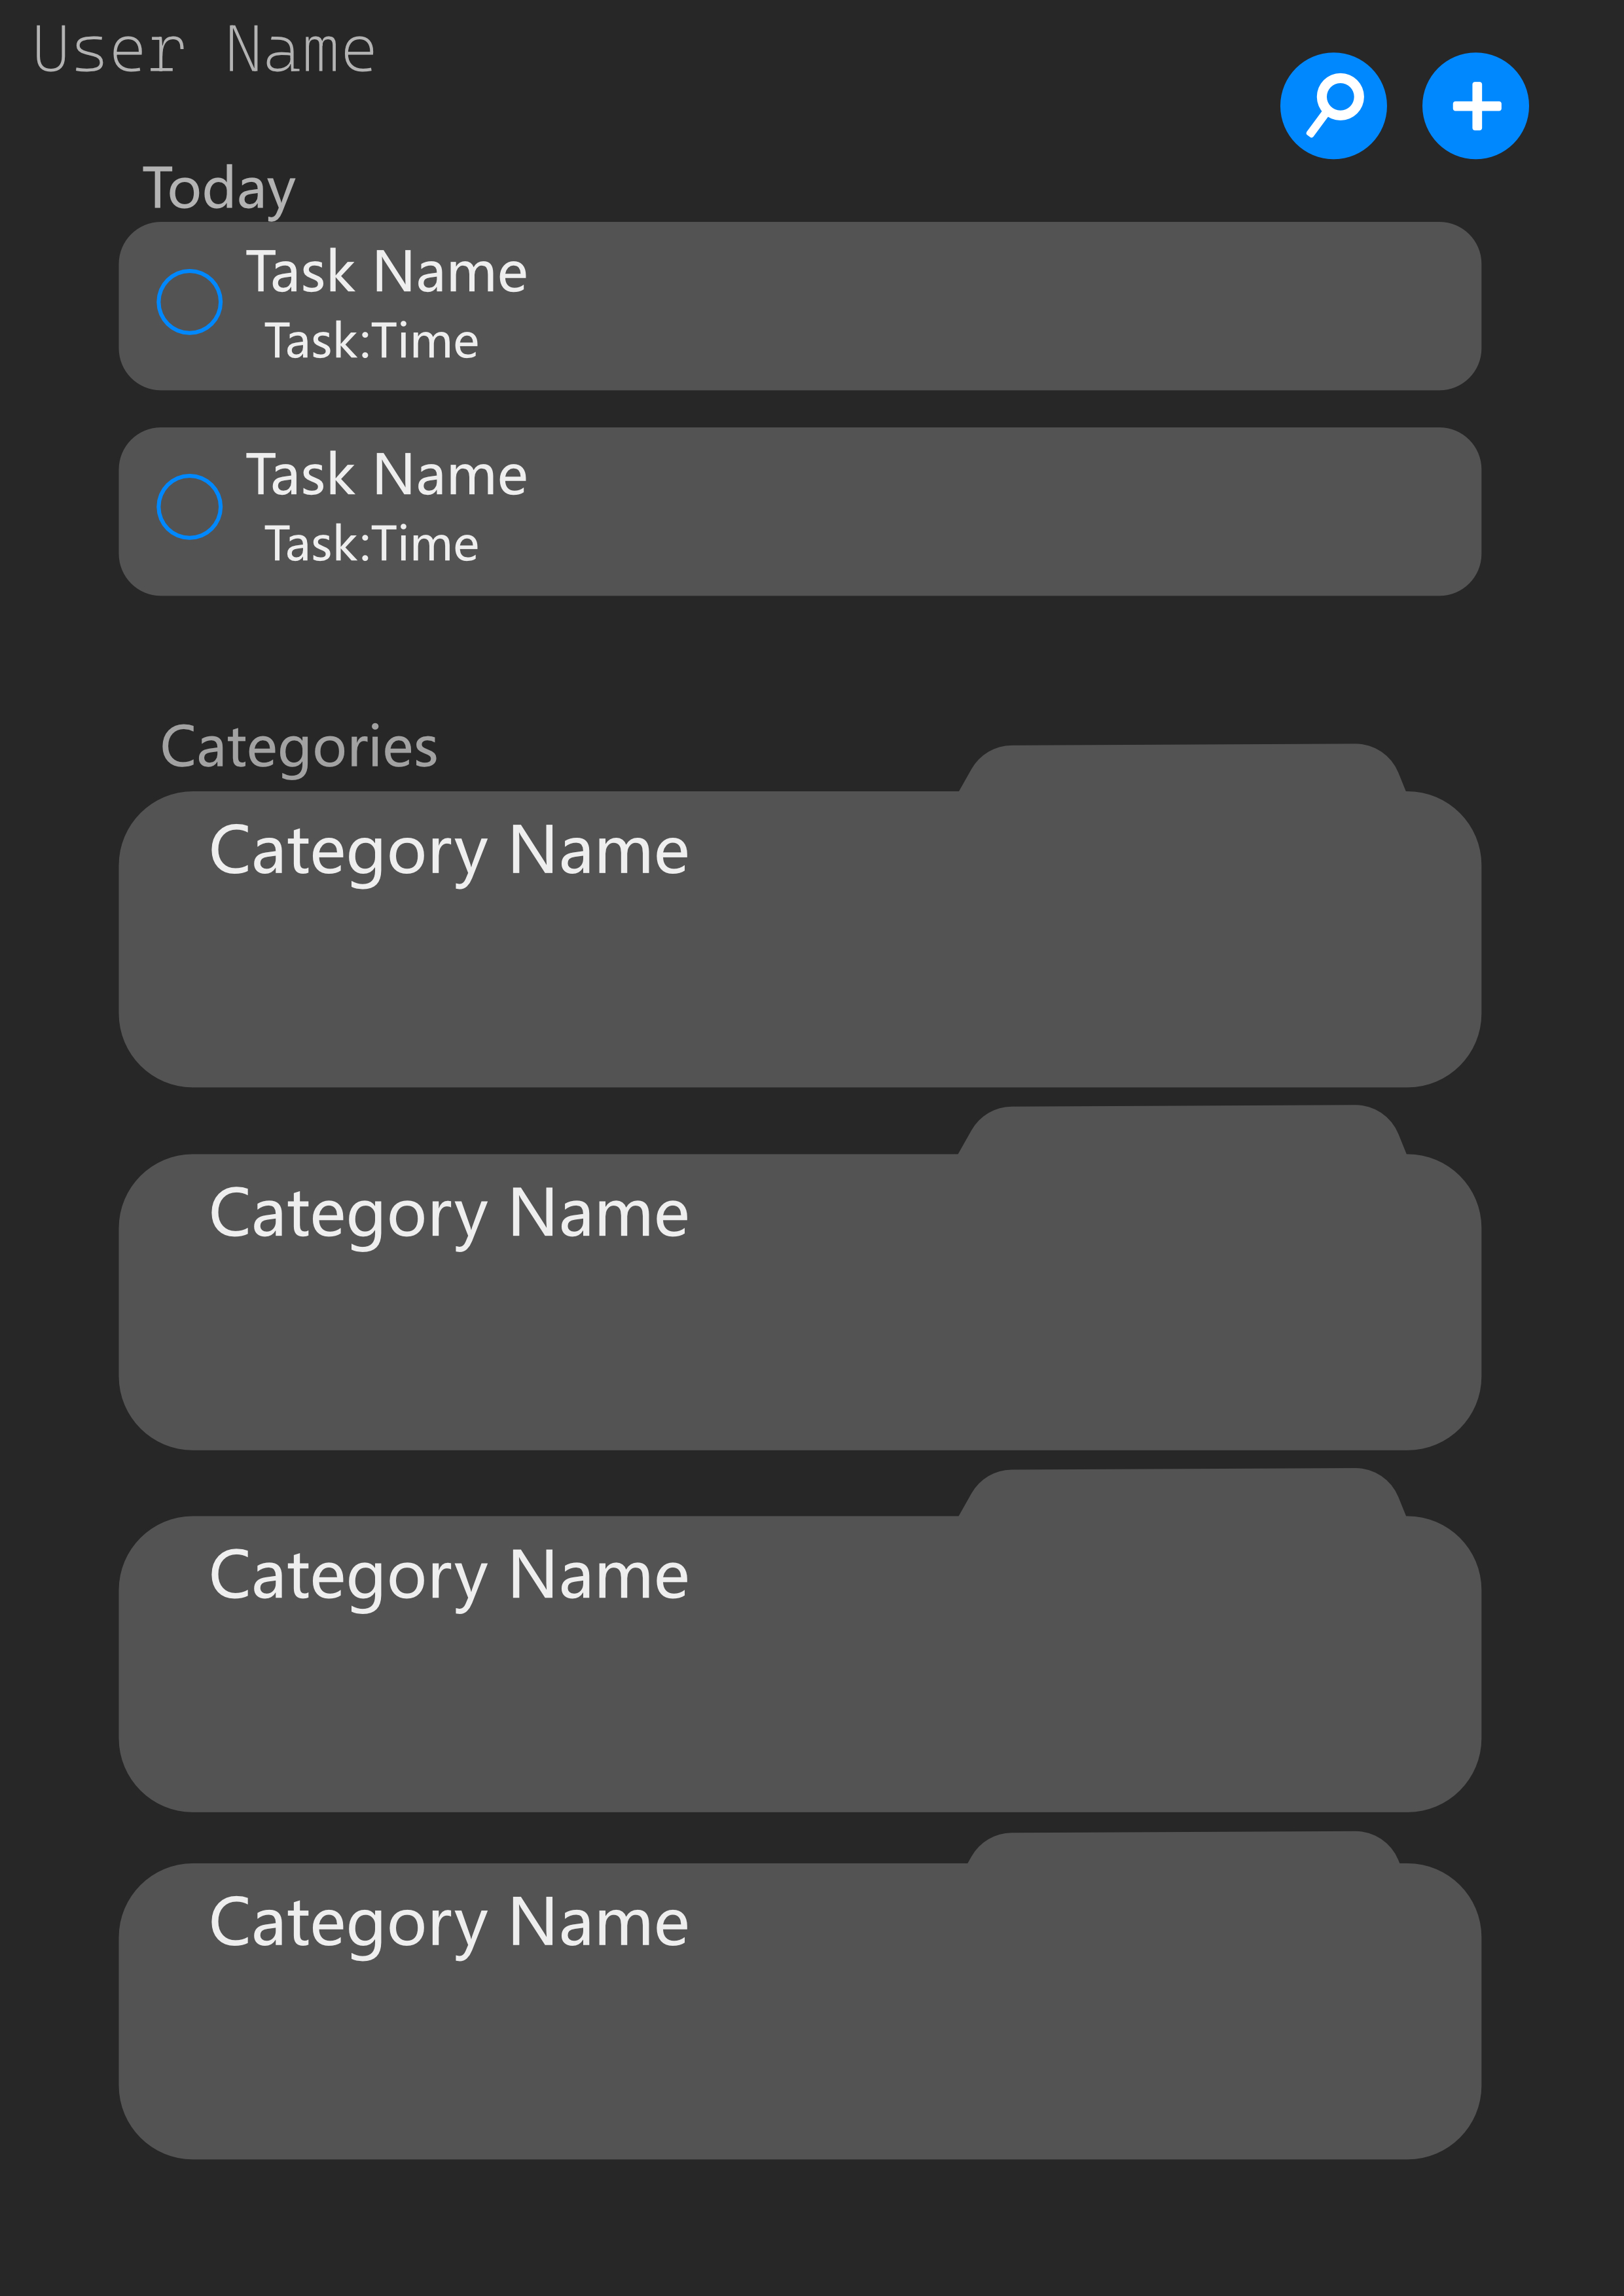 User Name
Today
Task Name
Task:Time
Task Name
Task:Time
Categories
Category Name
Category Name
Category Name
Category Name